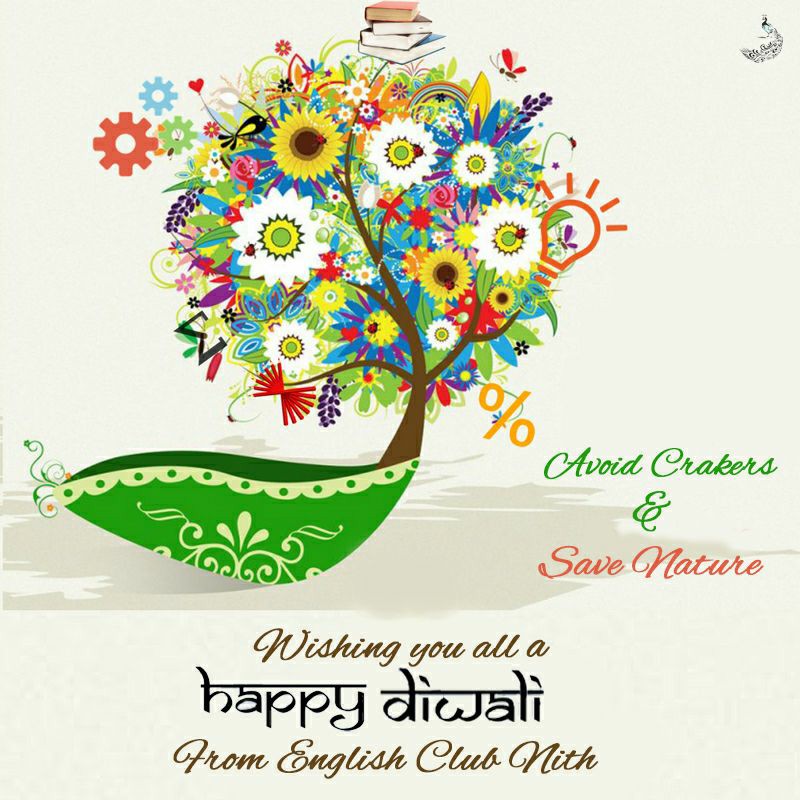 Σ
%
Avoid Crakers
&
Save Nature
Wishing you all a
happy diwali
From English Club Nith